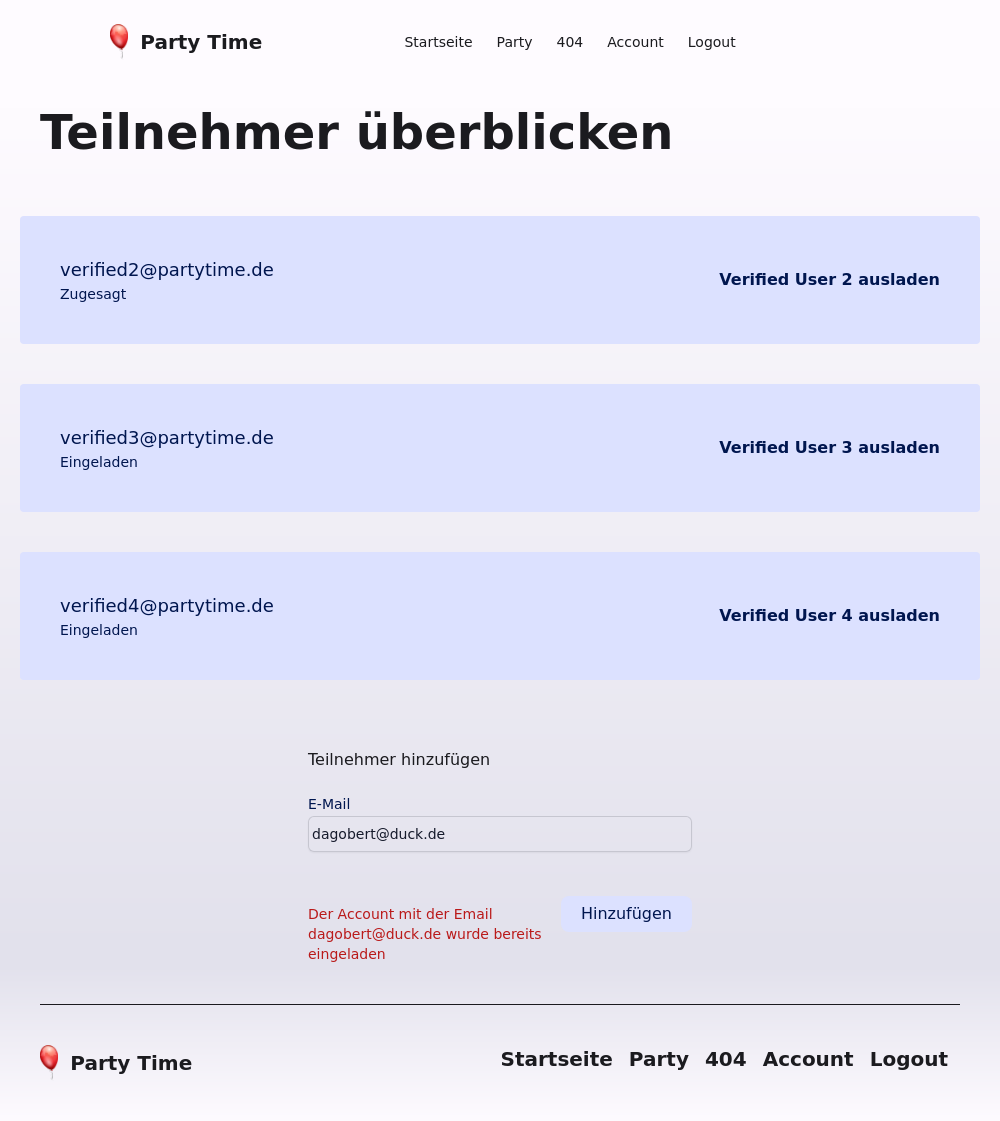 Party Time
Startseite Party 404 Account Logout
Teilnehmer überblicken
verified2@partytime.de
Zugesagt
Verified User 2 ausladen
verified3@partytime.de
Eingeladen
Verified User 3 ausladen
verified4@partytime.de
Eingeladen
Verified User 4 ausladen
Teilnehmer hinzufügen
E-Mail
dagobert@duck.de
Der Account mit der Email
dagobert@duck.de wurde bereits
eingeladen
Hinzufügen
Party Time
Startseite Party 404 Account Logout